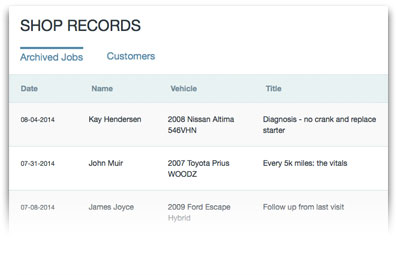 SHOP RECORDS
Archived Jobs Customers
Date Name Vehicle Title
08-04-2014 Kay Hendersen 2008 Nissan Altima Diagnosis - no crank and replace
546VHN starter
07-31-2014 John Muir 2007 Toyota Prius Every 5k miles: the vitals
WOODZ
07-08-2014 James Joyce 2009 Ford Escape Follow up from last visit
Hybrid